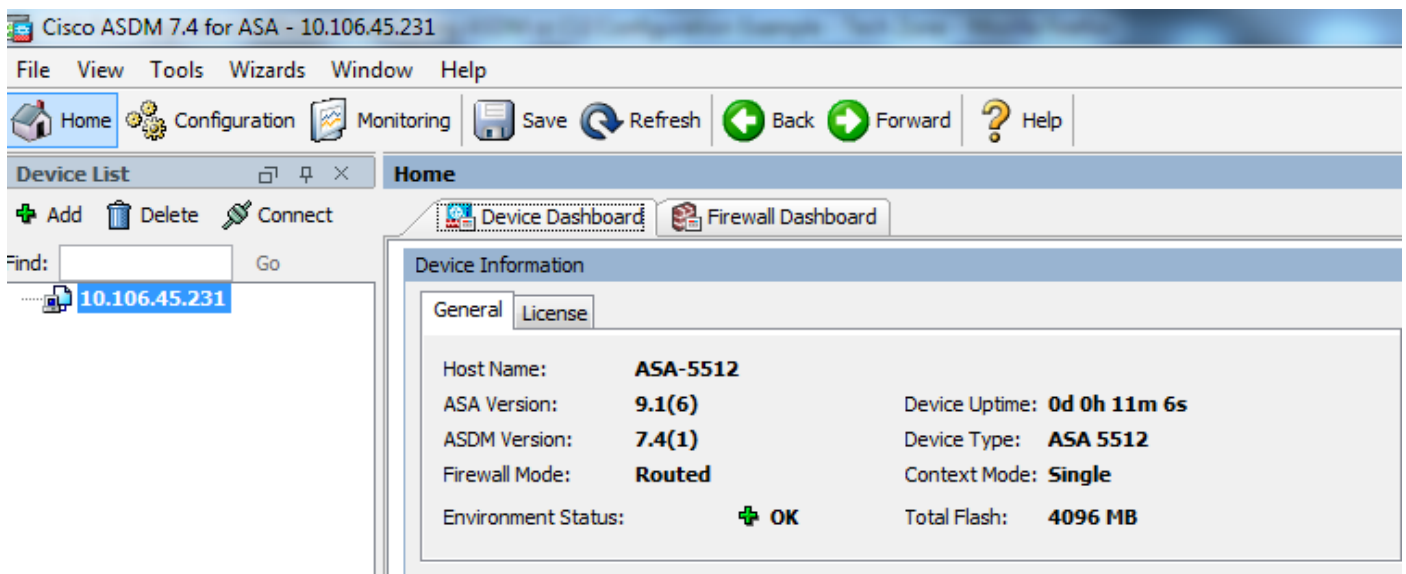 Cisco ASDM 7.4 for ASA - 10.106.45.231
File View Tools Wizards Window Help
Home Configuration Monitoring Save Refresh Back Forward Help
Device List
Home
Add Delete Connect
Device Dashboard Firewall Dashboard
Find: Go
Device Information
10.106.45.231
General License
Host Name: ASA-5512
ASA Version: 9.1(6) Device Uptime: 0d 0h 11m 6s
ASDM Version: 7.4(1) Device Type: ASA 5512
Firewall Mode: Routed Context Mode: Single
Environment Status: OK Total Flash: 4096 MB